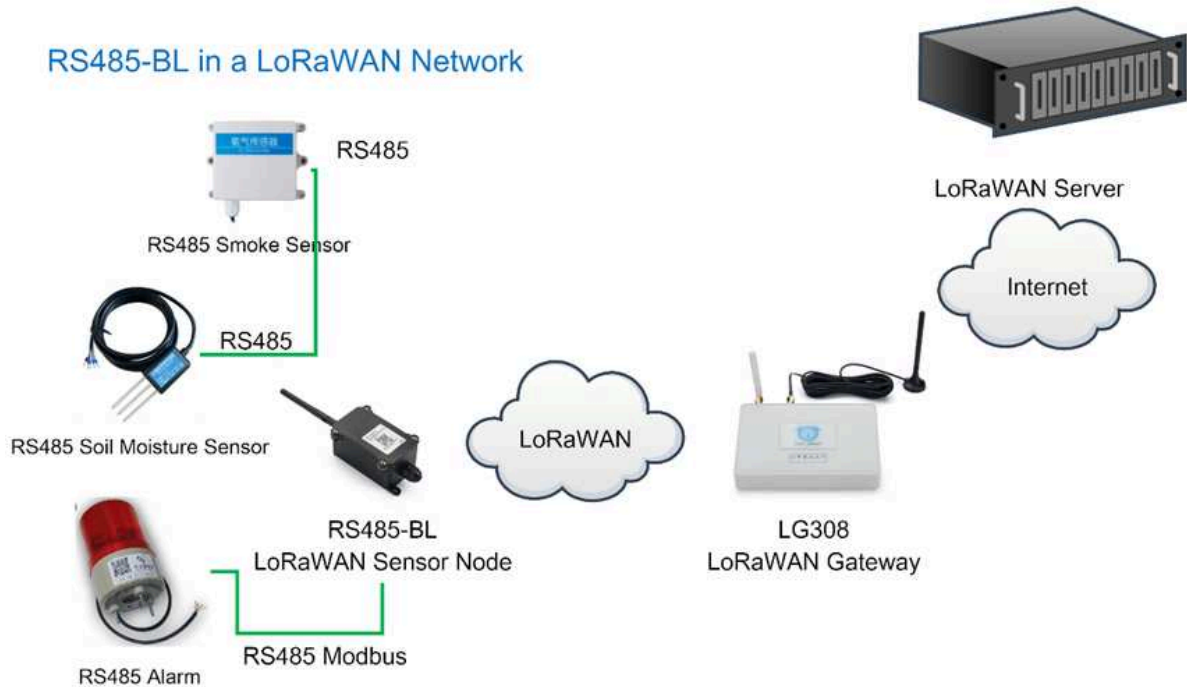 RS485-BL in a LoRaWAN Network
RS485
RS485 Smoke Sensor
LoRaWAN Server
Internet
RS485
RS485 Soil Moisture Sensor
LoRaWAN
RS485-BL
LoRaWAN Sensor Node
LG308
LoRaWAN Gateway
RS485 Modbus
RS485 Alarm